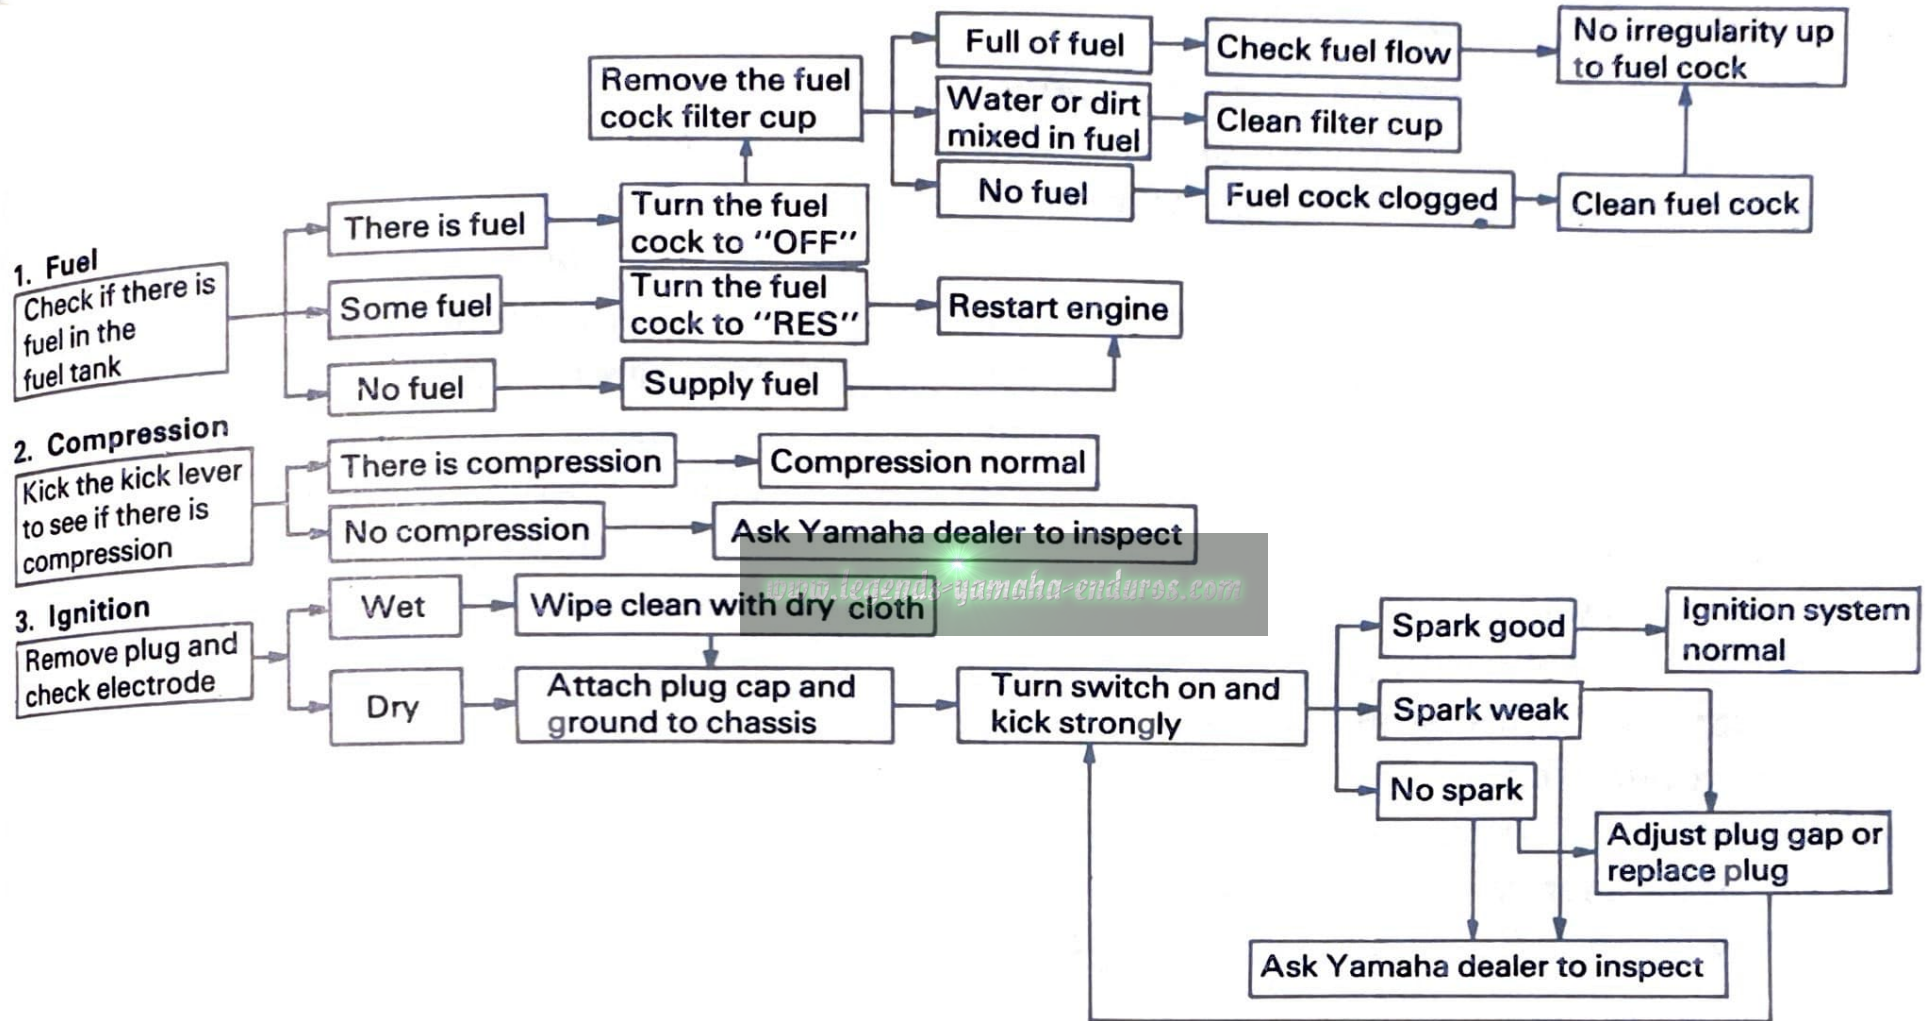 1. Fuel
Check if there is
fuel in the
fuel tank
There is fuel
Turn the fuel
cock to "OFF"
Remove the fuel
cock filter cup
Full of fuel
Check fuel flow
No irregularity up
to fuel cock
Water or dirt
mixed in fuel
Clean filter cup
No fuel
Fuel cock clogged
Clean fuel cock
Some fuel
Turn the fuel
cock to "RES"
Restart engine
No fuel
Supply fuel
2. Compression
Kick the kick lever
to see if there is
compression
There is compression
Compression normal
No compression
Ask Yamaha dealer to inspect
www.legends-yamaha-enduros.com
3. Ignition
Remove plug and
check electrode
Wet
Wipe clean with dry cloth
Dry
Attach plug cap and
ground to chassis
Turn switch on and
kick strongly
Spark good
Ignition system
normal
Spark weak
No spark
Adjust plug gap or
replace plug
Ask Yamaha dealer to inspect